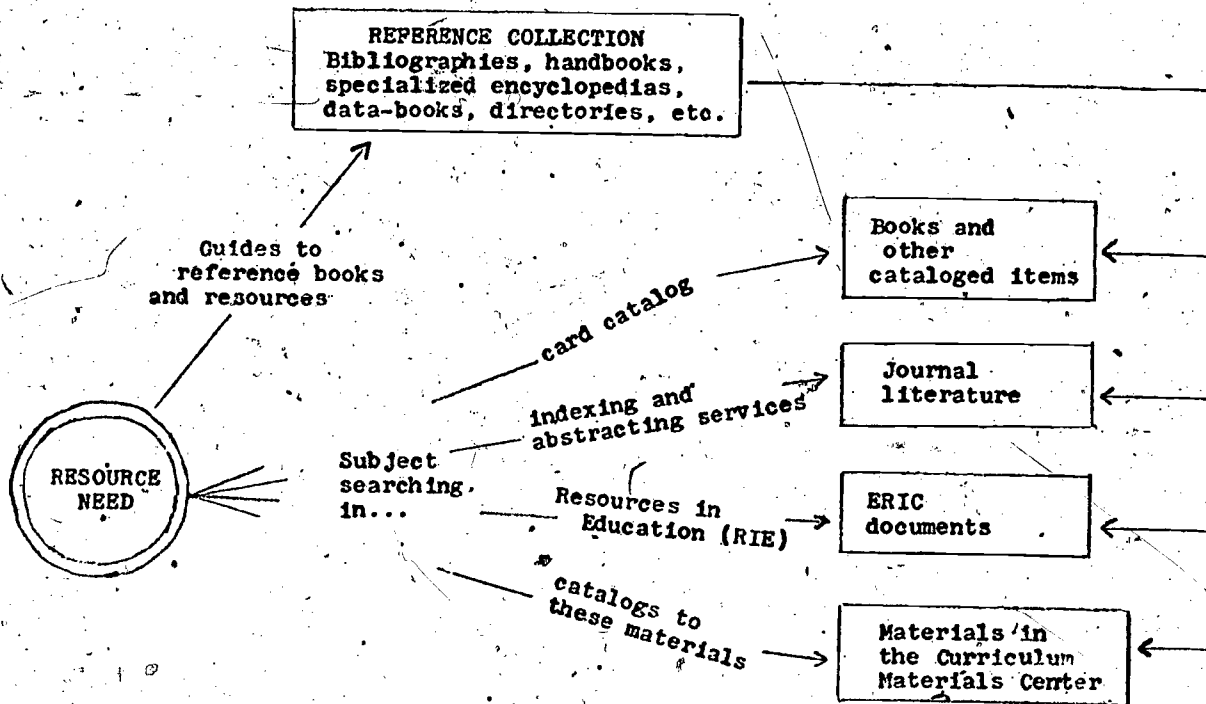 REFERENCE COLLECTION
Bibliographies, handbooks,
specialized encyclopedias,
data-books, directories, etc.
Guides to
reference books
and resources
RESOURCE
NEED
Subject
searching
in...
card catalog
Books and
other
cataloged items
indexing and
abstracting services
Journal
literature
Resources in
Education (RIE)
ERIC
documents
catalogs to
these materials
Materials in
the Curriculum
Materials Center